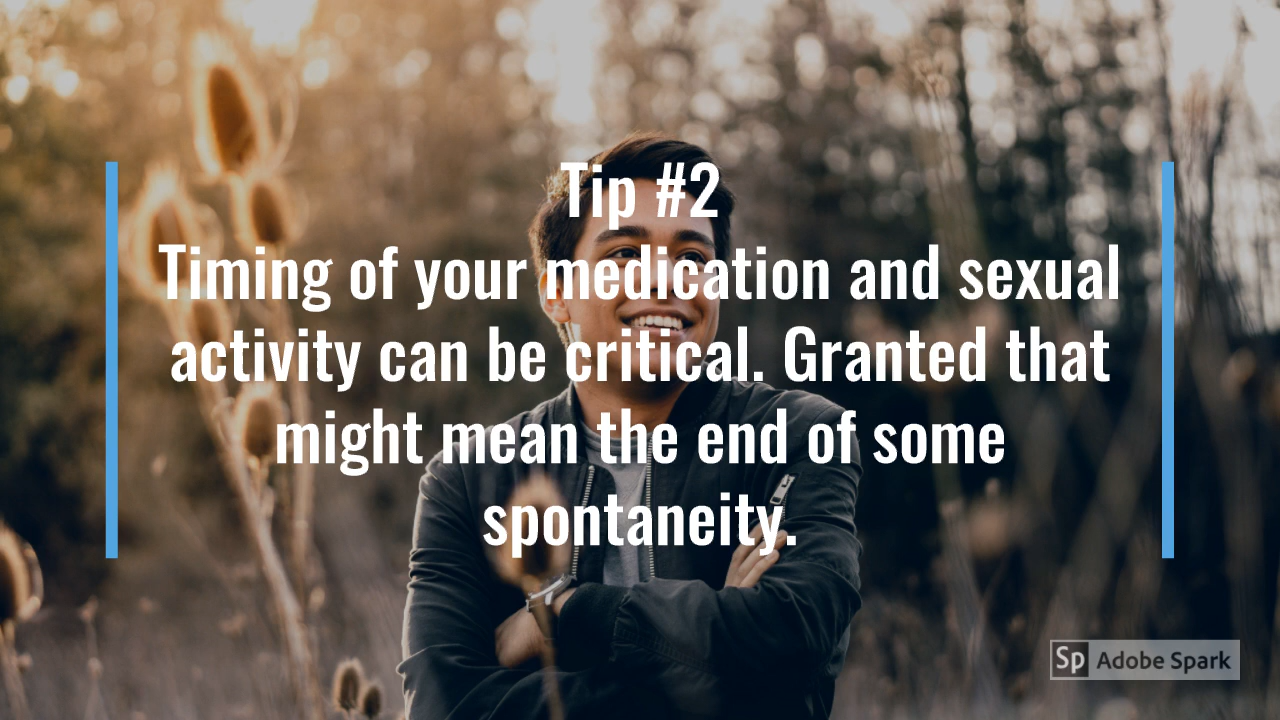 Tip #2
Timing of your medication and sexual
activity can be critical. Granted that
might mean the end of some
spontaneity.
Sp Adobe Spark